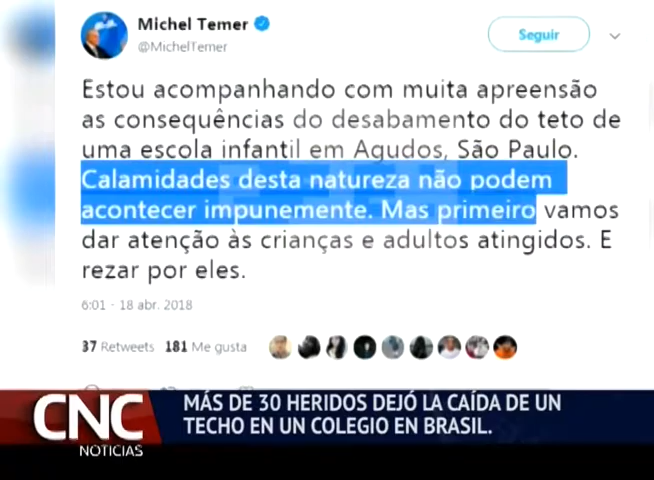 Michel Temer
@MichelTemer
Seguir
Estou acompanhando com muita apreensão
as consequências do desabamento do teto de
uma escola infantil em Agudos, São Paulo.
Calamidades desta natureza não podem
acontecer impunemente. Mas primeiro vamos
dar atenção às crianças e adultos atingidos. E
rezar por eles.
6:01 - 18 abr. 2018
37 Retweets 181 Me gusta
CNC
NOTICIAS
MÁS DE 30 HERIDOS DEJÓ LA CAÍDA DE UN
TECHO EN UN COLEGIO EN BRASIL.